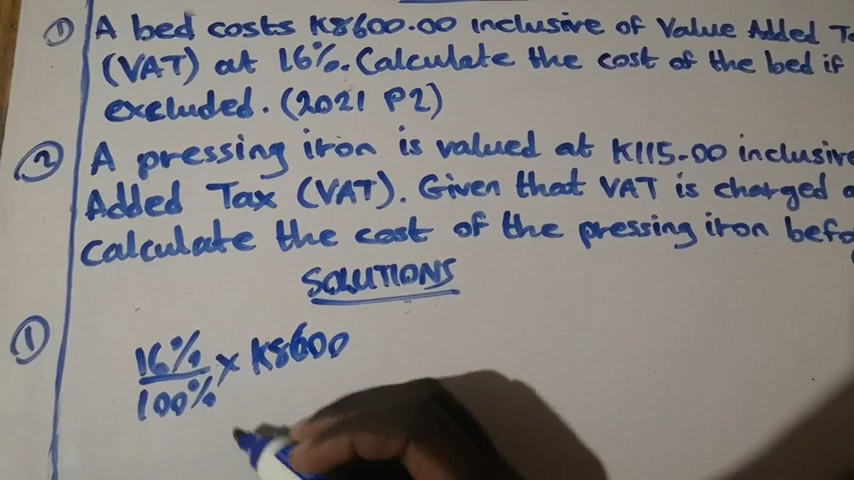 ① A bed costs K8600.00 inclusive of Value Added
(VAT) at 16%. Calculate the cost of the bed if
excluded. (2021 P2)
② A pressing iron is valued at K115.00 inclusive
Added Tax (VAT). Given that VAT is charged
calculate the cost of the pressing iron
SOLUTIONS
① 16%/100% × K8600